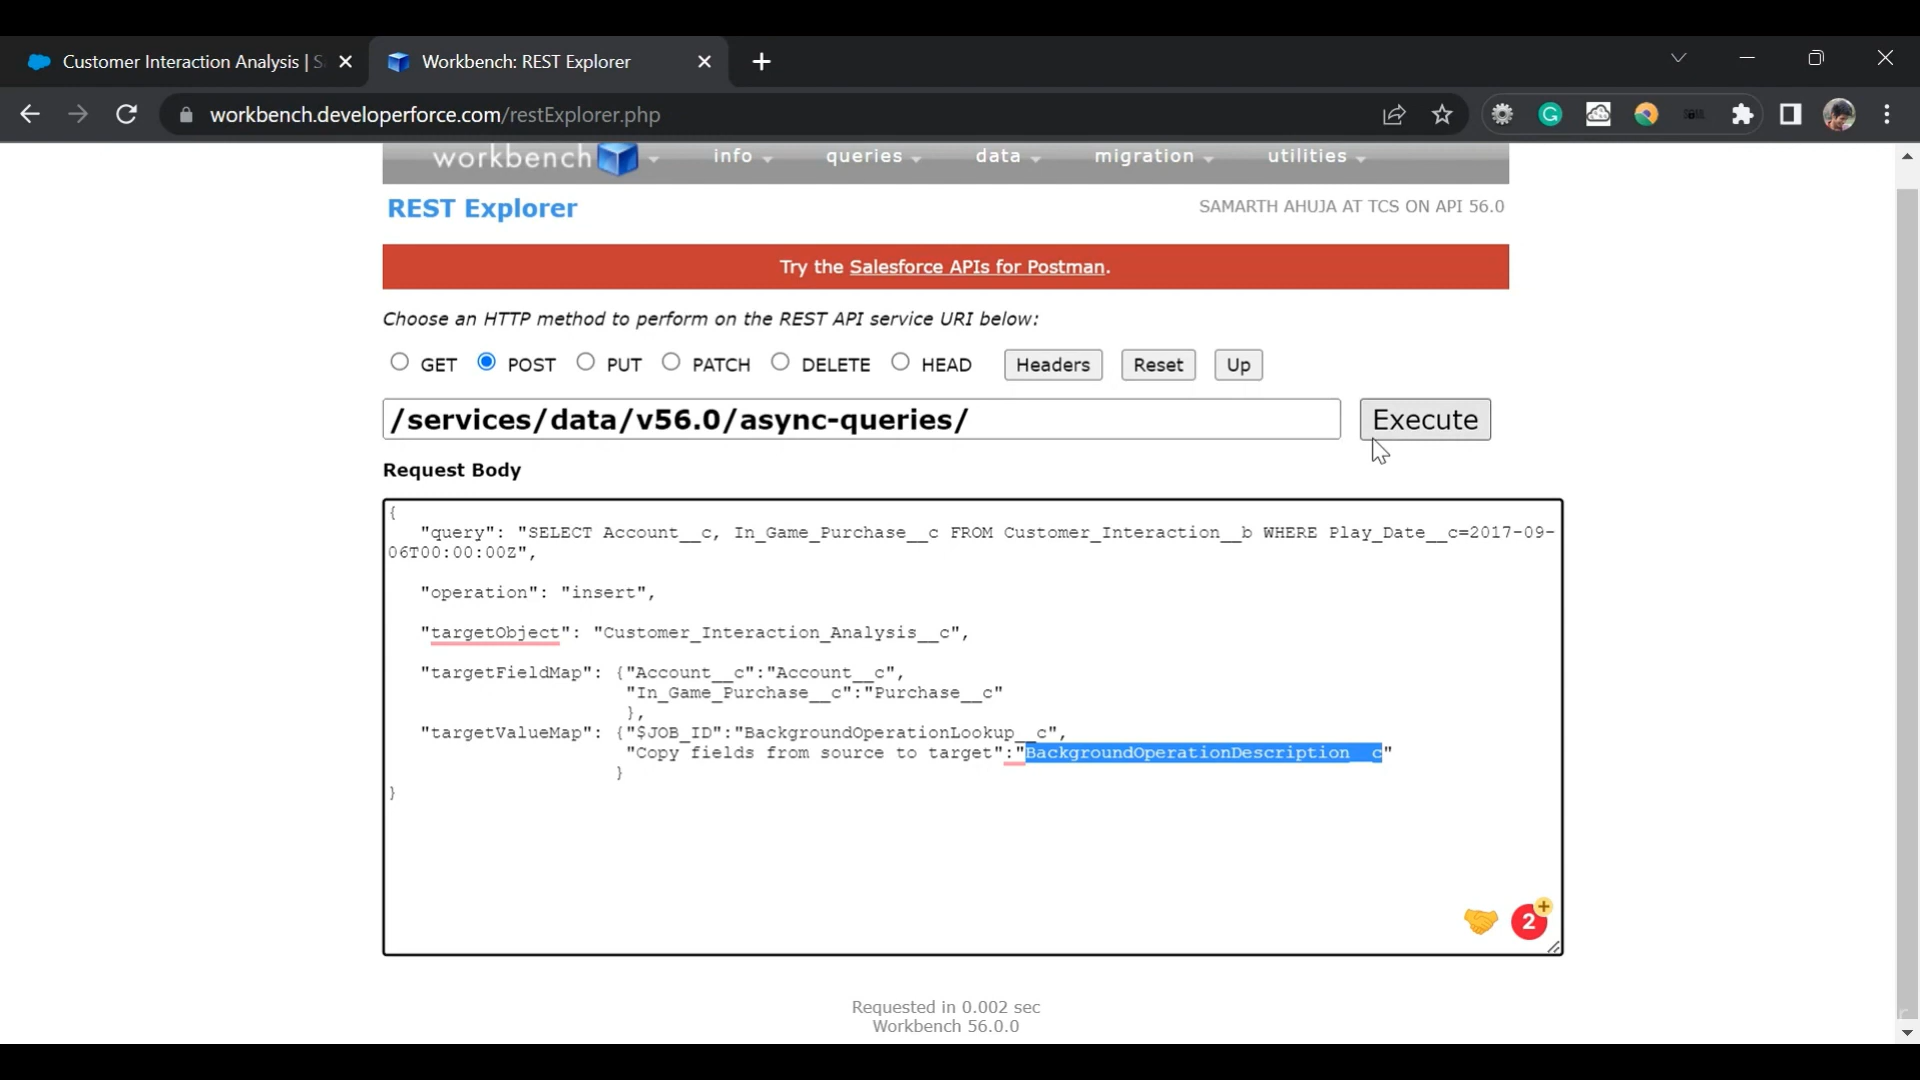 Customer Interaction Analysis | S
Workbench: REST Explorer
workbench.developerforce.com/restExplorer.php
workbench
info
queries
data
migration
utilities
REST Explorer
SAMARTH AHUJA AT TCS ON API 56.0
Try the Salesforce APIs for Postman.
Choose an HTTP method to perform on the REST API service URI below:
GET POST PUT PATCH DELETE HEAD Headers Reset Up
/services/data/v56.0/async-queries/ Execute
Request Body
{
"query": "SELECT Account__c, In_Game_Purchase__c FROM Customer_Interaction__b WHERE Play_Date__c=2017-09-
06T00:00:00Z",
"operation": "insert",
"targetObject": "Customer_Interaction_Analysis__c",
"targetFieldMap": {"Account__c":"Account__c",
"In_Game_Purchase__c":"Purchase__c"
},
"targetValueMap": {"$JOB_ID":"BackgroundOperationLookup__c",
"Copy fields from source to target":"BackgroundOperationDescription__c"
}
}
2
Requested in 0.002 sec
Workbench 56.0.0